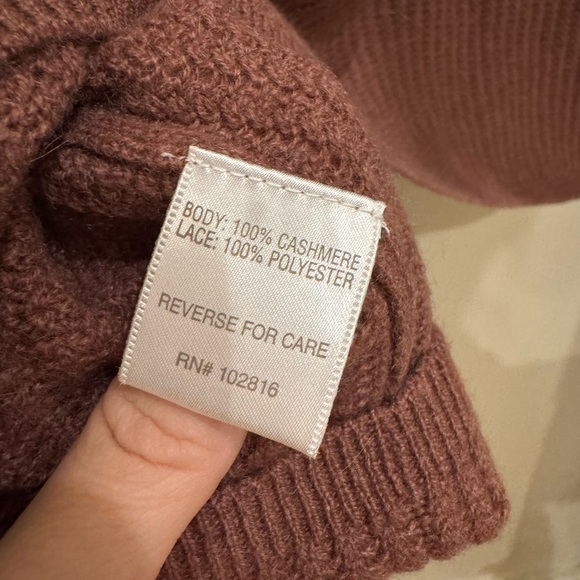 BODY: 100% CASHMERE
LACE: 100% POLYESTER
REVERSE FOR CARE
RN# 102816